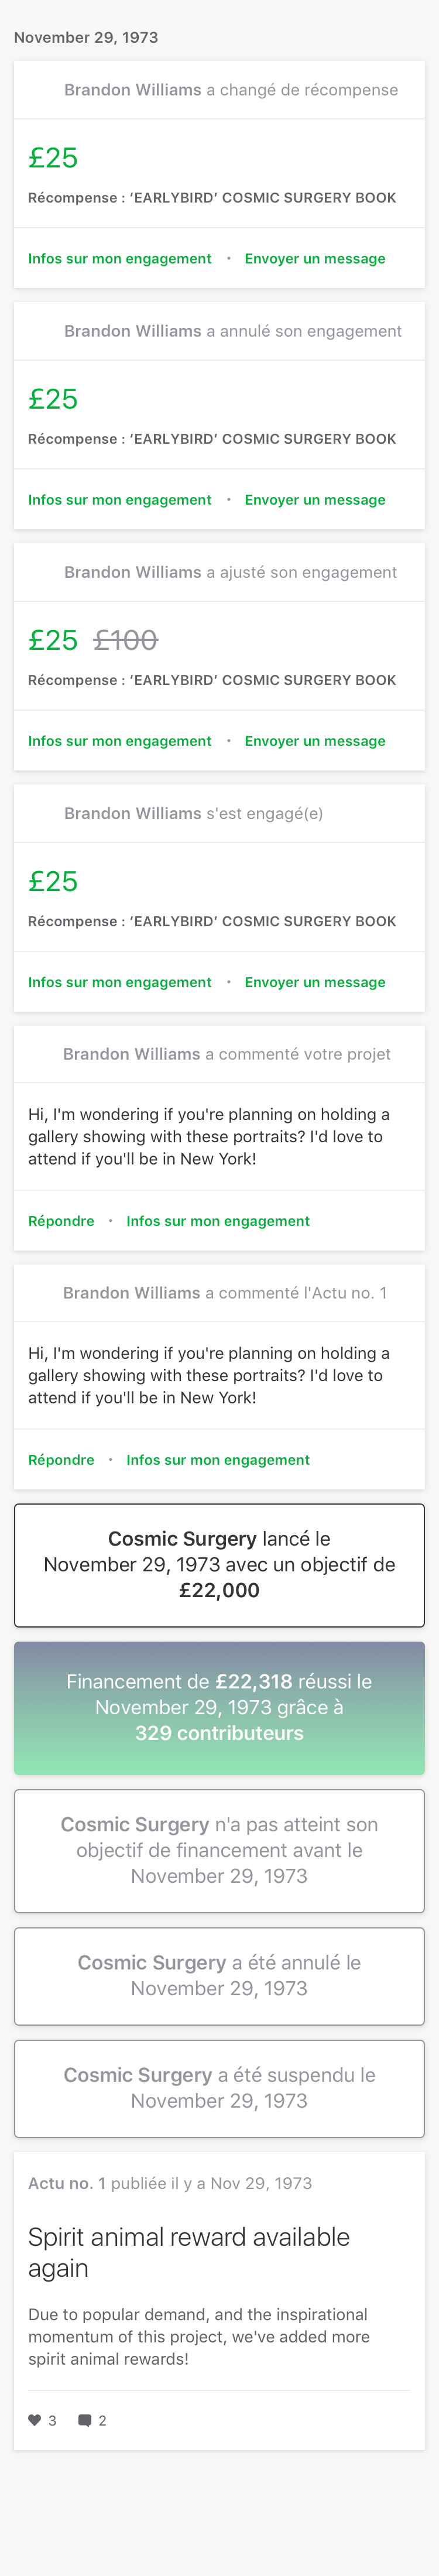 November 29, 1973
Brandon Williams a changé de récompense
£25
Récompense : ‘EARLYBIRD’ COSMIC SURGERY BOOK
Infos sur mon engagement • Envoyer un message
Brandon Williams a annulé son engagement
£25
Récompense : ‘EARLYBIRD’ COSMIC SURGERY BOOK
Infos sur mon engagement • Envoyer un message
Brandon Williams a ajusté son engagement
£25 £100
Récompense : ‘EARLYBIRD’ COSMIC SURGERY BOOK
Infos sur mon engagement • Envoyer un message
Brandon Williams s'est engagé(e)
£25
Récompense : ‘EARLYBIRD’ COSMIC SURGERY BOOK
Infos sur mon engagement • Envoyer un message
Brandon Williams a commenté votre projet
Hi, I'm wondering if you're planning on holding a
gallery showing with these portraits? I'd love to
attend if you'll be in New York!
Répondre • Infos sur mon engagement
Brandon Williams a commenté l'Actu no. 1
Hi, I'm wondering if you're planning on holding a
gallery showing with these portraits? I'd love to
attend if you'll be in New York!
Répondre • Infos sur mon engagement
Cosmic Surgery lancé le
November 29, 1973 avec un objectif de
£22,000
Financement de £22,318 réussi le
November 29, 1973 grâce à
329 contributeurs
Cosmic Surgery n'a pas atteint son
objectif de financement avant le
November 29, 1973
Cosmic Surgery a été annulé le
November 29, 1973
Cosmic Surgery a été suspendu le
November 29, 1973
Actu no. 1 publiée il y a Nov 29, 1973
Spirit animal reward available
again
Due to popular demand, and the inspirational
momentum of this project, we've added more
spirit animal rewards!
3 2